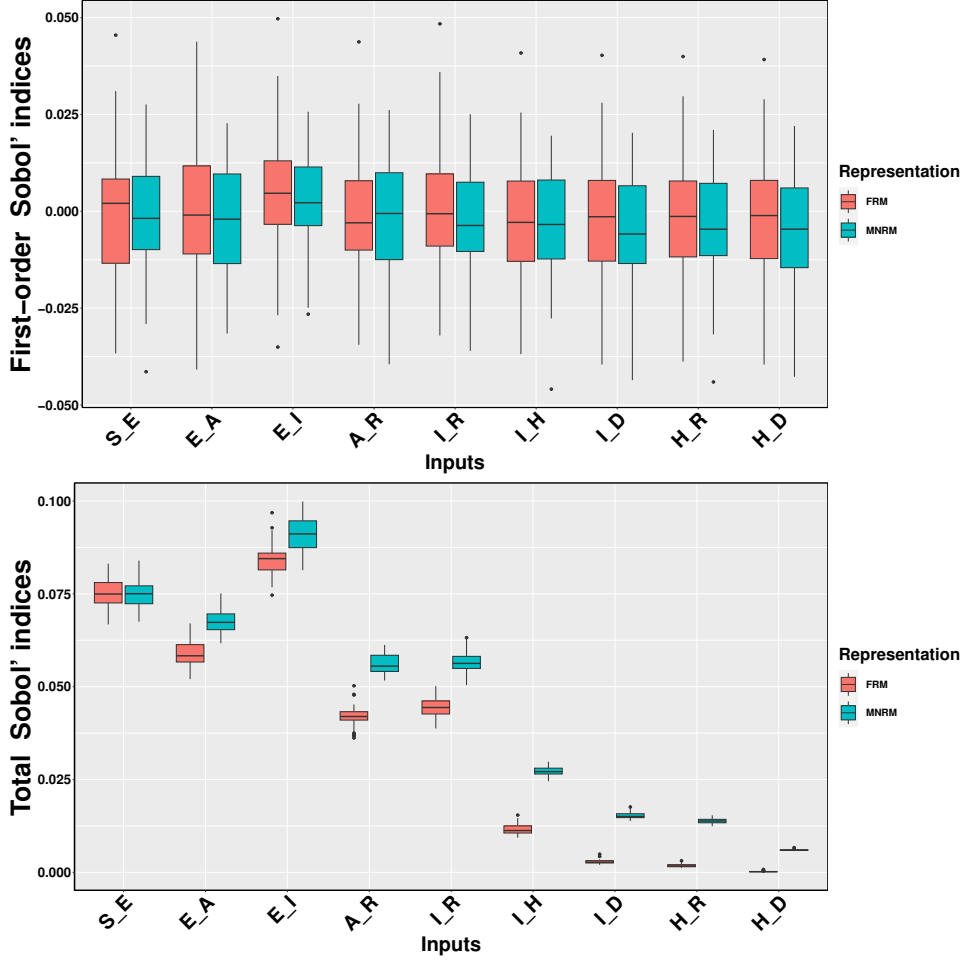 First−order Sobol' indices
0.050
0.025
0.000
−0.025
−0.050
S_E
E_A
E_I
A_R
I_R
I_H
I_D
H_R
H_D
Inputs
Representation
FRM
MNRM
Total Sobol' indices
0.100
0.075
0.050
0.025
0.000
S_E
E_A
E_I
A_R
I_R
I_H
I_D
H_R
H_D
Inputs
Representation
FRM
MNRM